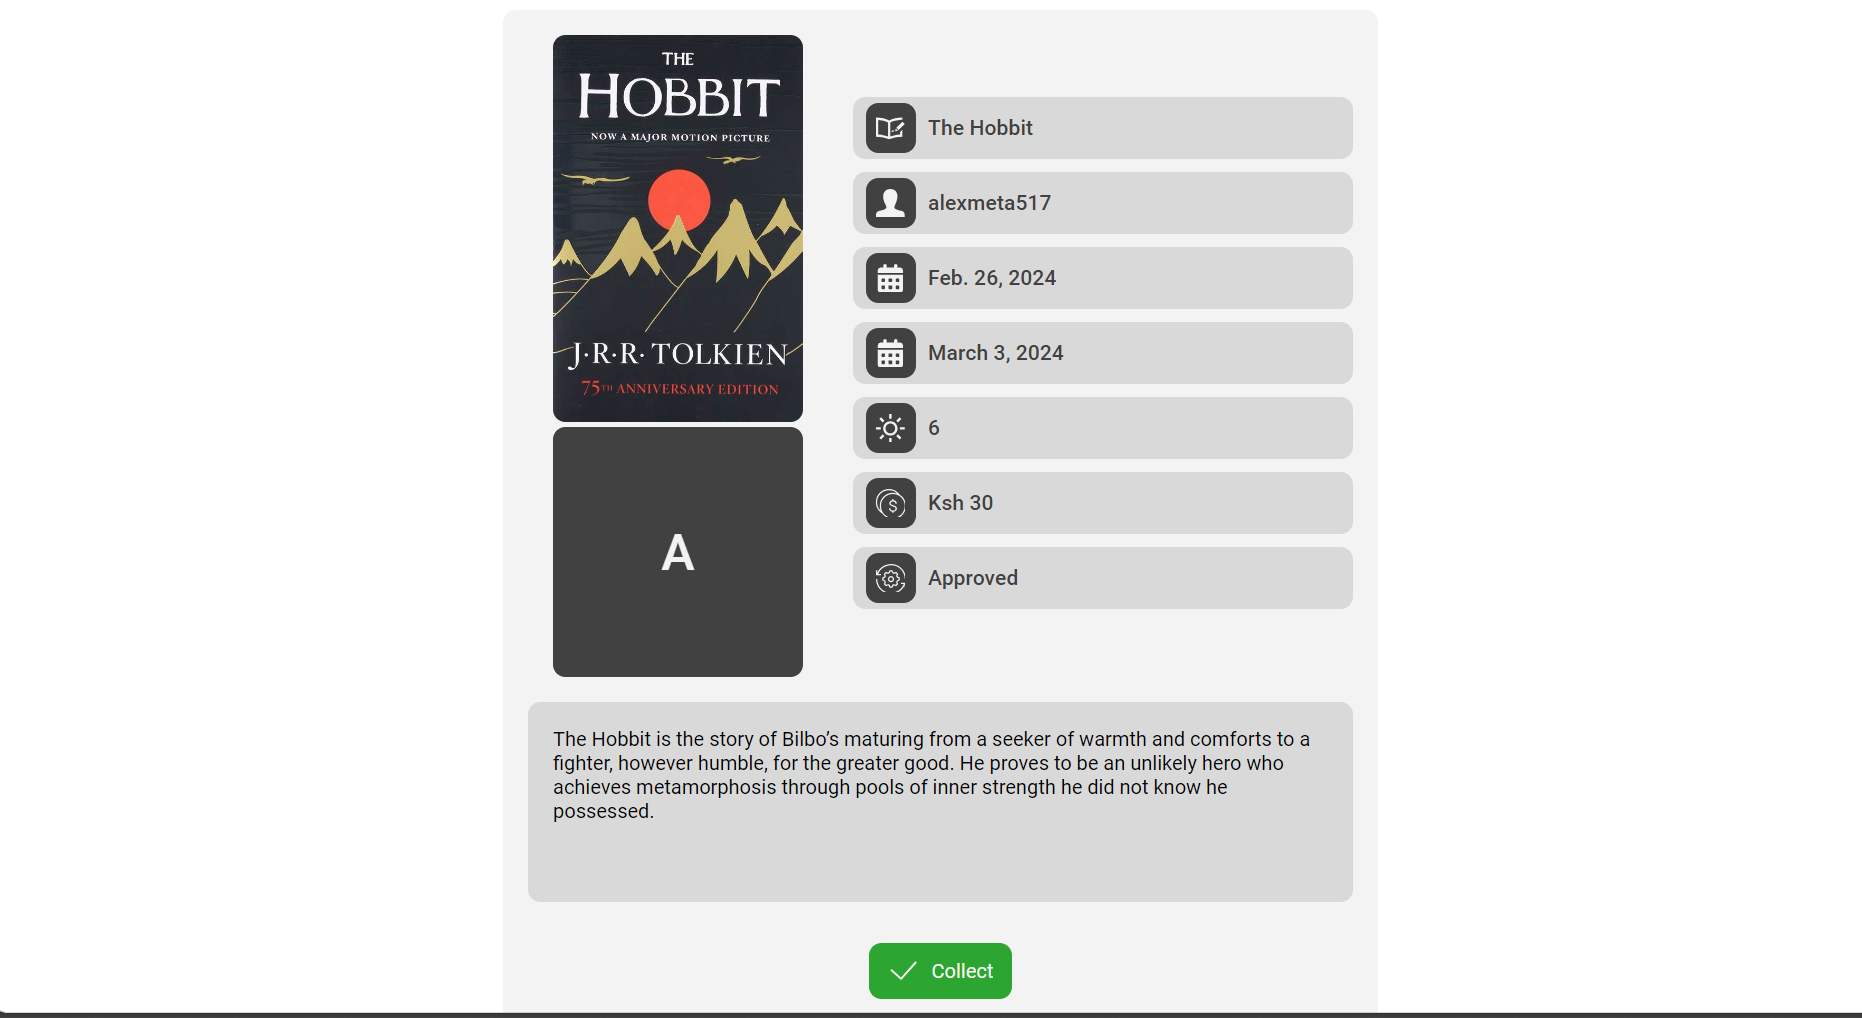 THE
HOBBIT
NOW A MAJOR MOTION PICTURE
J·R·R· TOLKIEN
75TH ANNIVERSARY EDITION
A
The Hobbit
alexmeta517
Feb. 26, 2024
March 3, 2024
6
$
Ksh 30
Approved
The Hobbit is the story of Bilbo’s maturing from a seeker of warmth and comforts to a
fighter, however humble, for the greater good. He proves to be an unlikely hero who
achieves metamorphosis through pools of inner strength he did not know he
possessed.
Collect